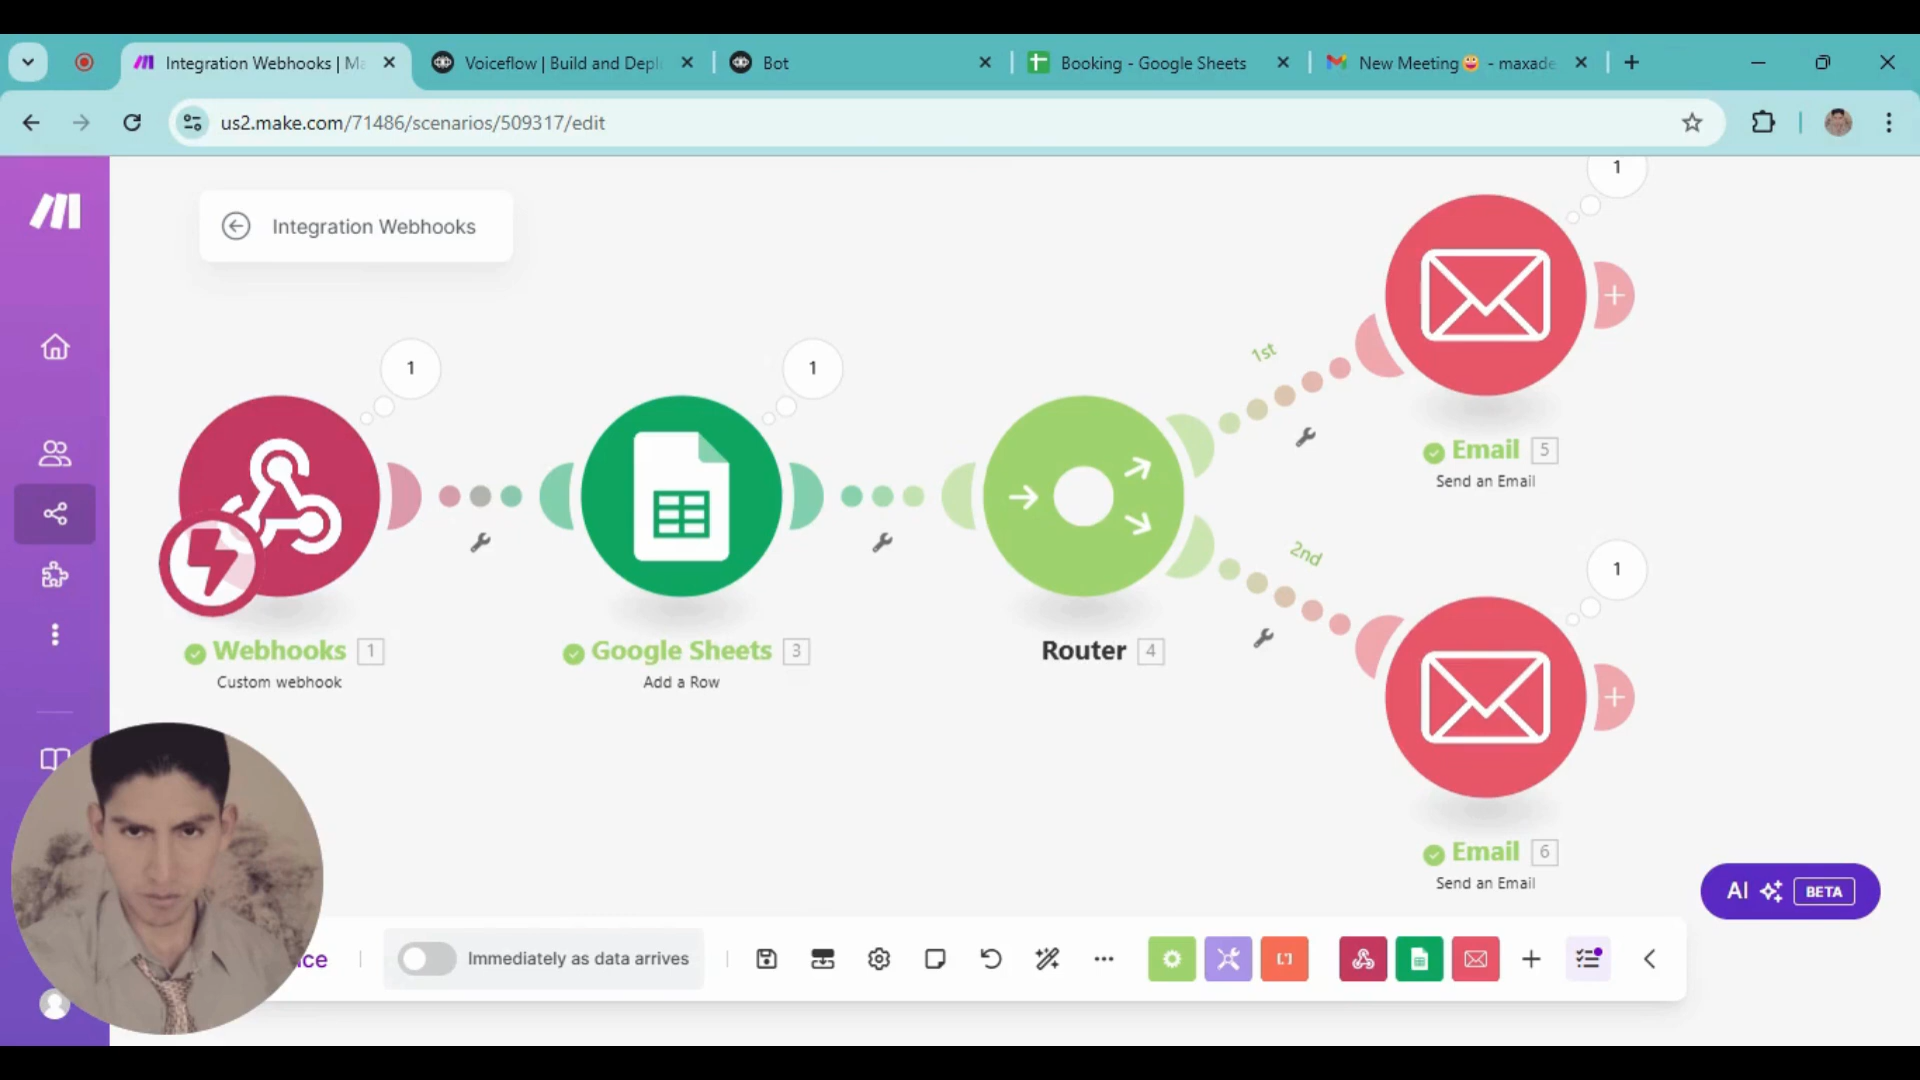 Integration Webhooks | Ma
Voiceflow | Build and Depl
Bot
Booking - Google Sheets
New Meeting😀 - maxade
us2.make.com/71486/scenarios/509317/edit
Integration Webhooks
1
1
1
1
1st
2nd
Email 5
Send an Email
Webhooks 1
Custom webhook
Google Sheets 3
Add a Row
Router 4
Email 6
Send an Email
AI BETA
Immediately as data arrives